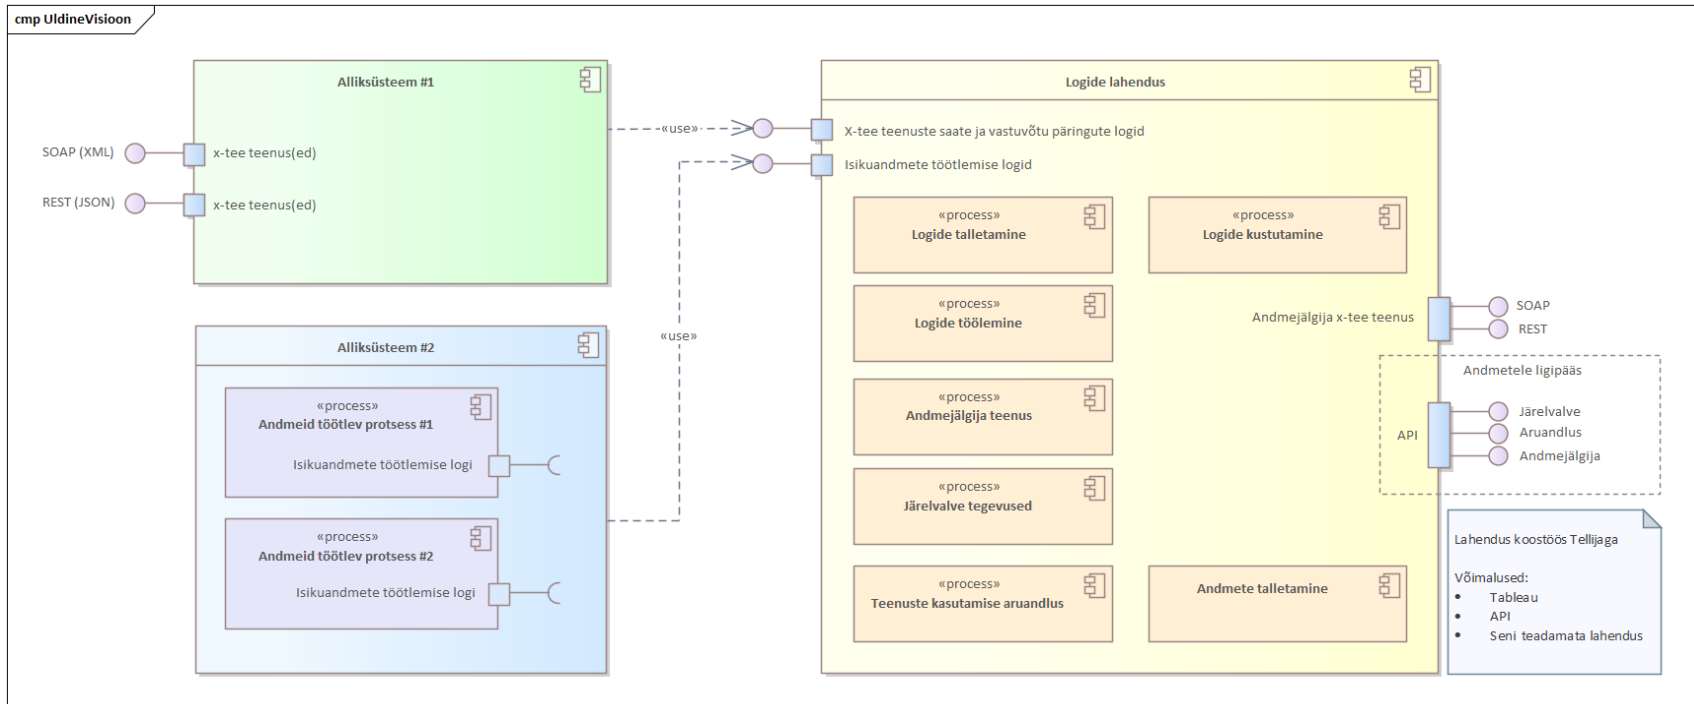 cmp UldineVisioon
Alliksüsteem #1
SOAP (XML)
x-tee teenus(ed)
REST (JSON)
x-tee teenus(ed)
«use»
Alliksüsteem #2
«process»
Andmeid töötlev protsess #1
Isikuandmete töötlemise logi
«process»
Andmeid töötlev protsess #2
Isikuandmete töötlemise logi
«use»
Logide lahendus
X-tee teenuste saate ja vastuvõtu päringute logid
Isikuandmete töötlemise logid
«process»
Logide talletamine
«process»
Logide kustutamine
«process»
Logide töölemine
«process»
Andmejälgija teenus
«process»
Järelvalve tegevused
«process»
Teenuste kasutamise aruandlus
Andmete talletamine
Andmejälgija x-tee teenus
SOAP
REST
Andmetele ligipääs
API
Järelvalve
Aruandlus
Andmejälgija
Lahendus koostöös Tellijaga
Võimalused:
• Tableau
• API
• Seni teadamata lahendus